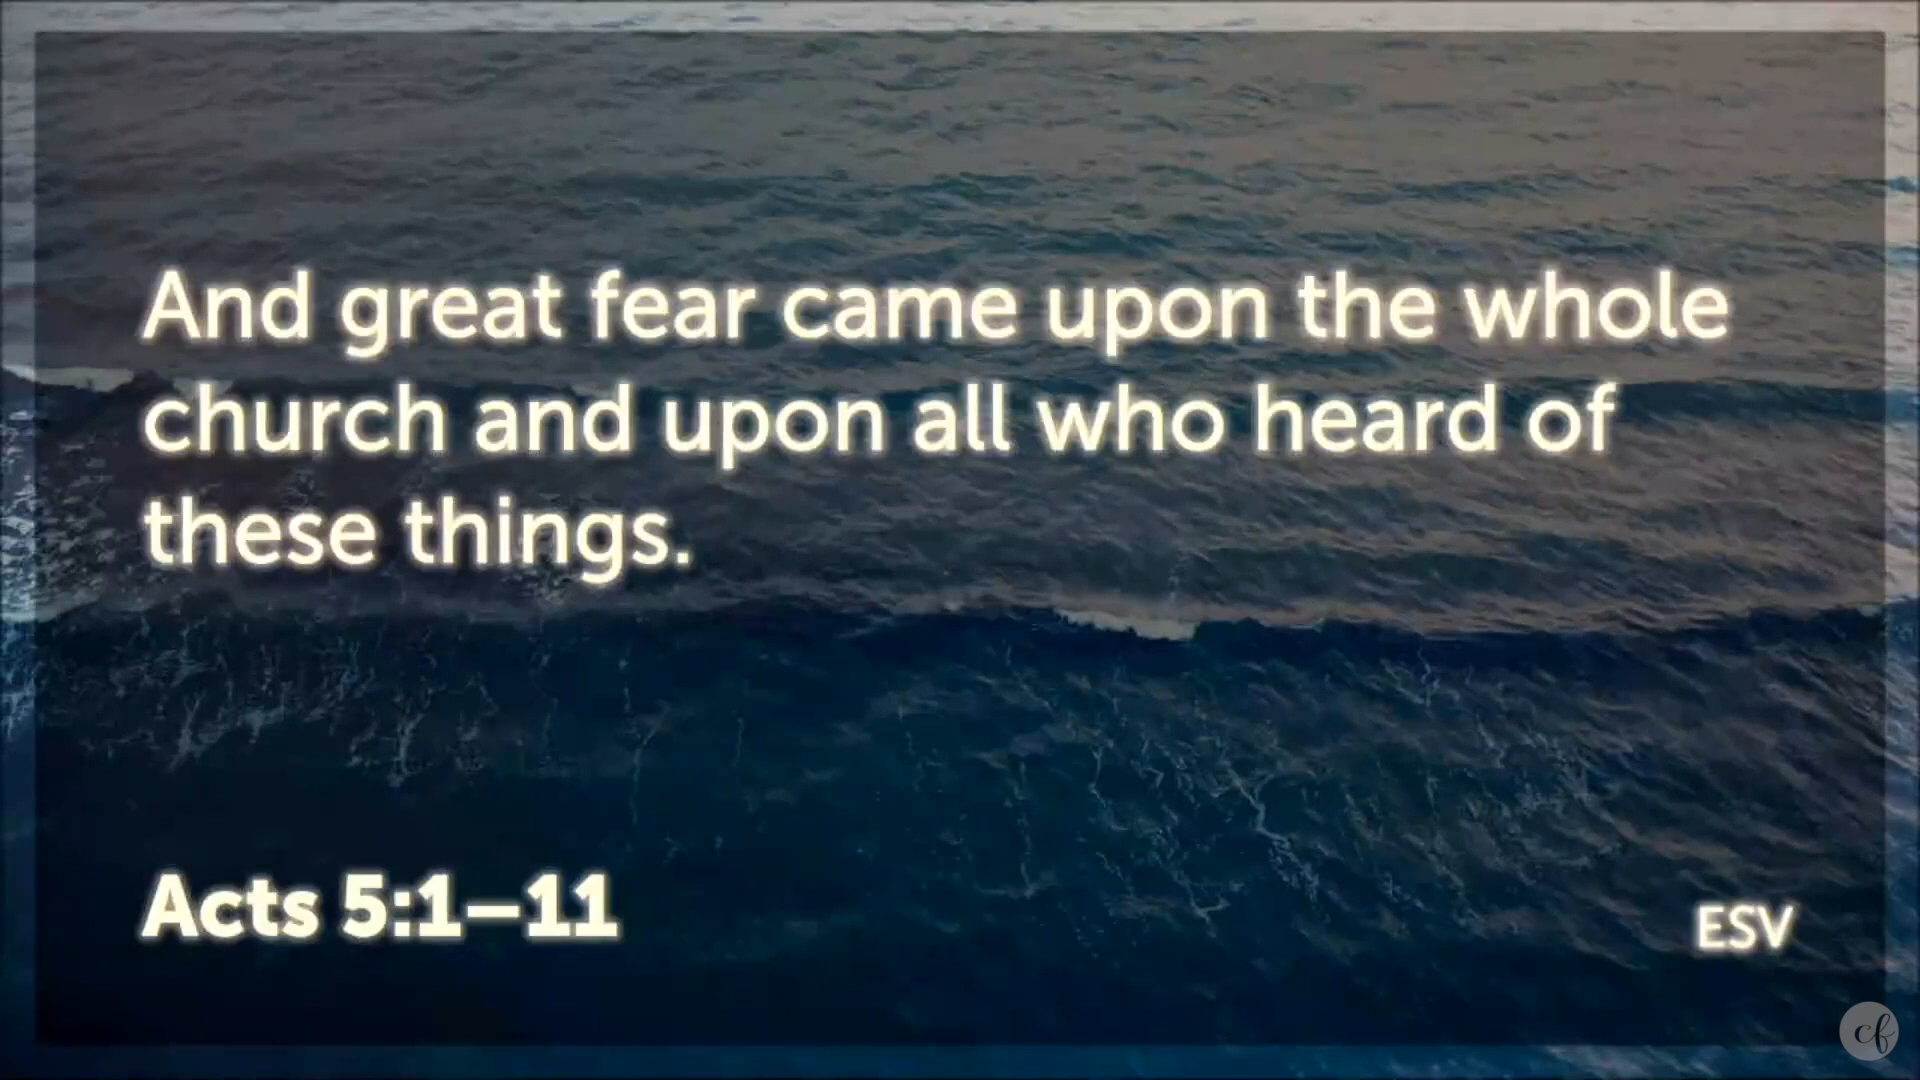 And great fear came upon the whole
church and upon all who heard of
these things.
Acts 5:1–11
ESV
cf